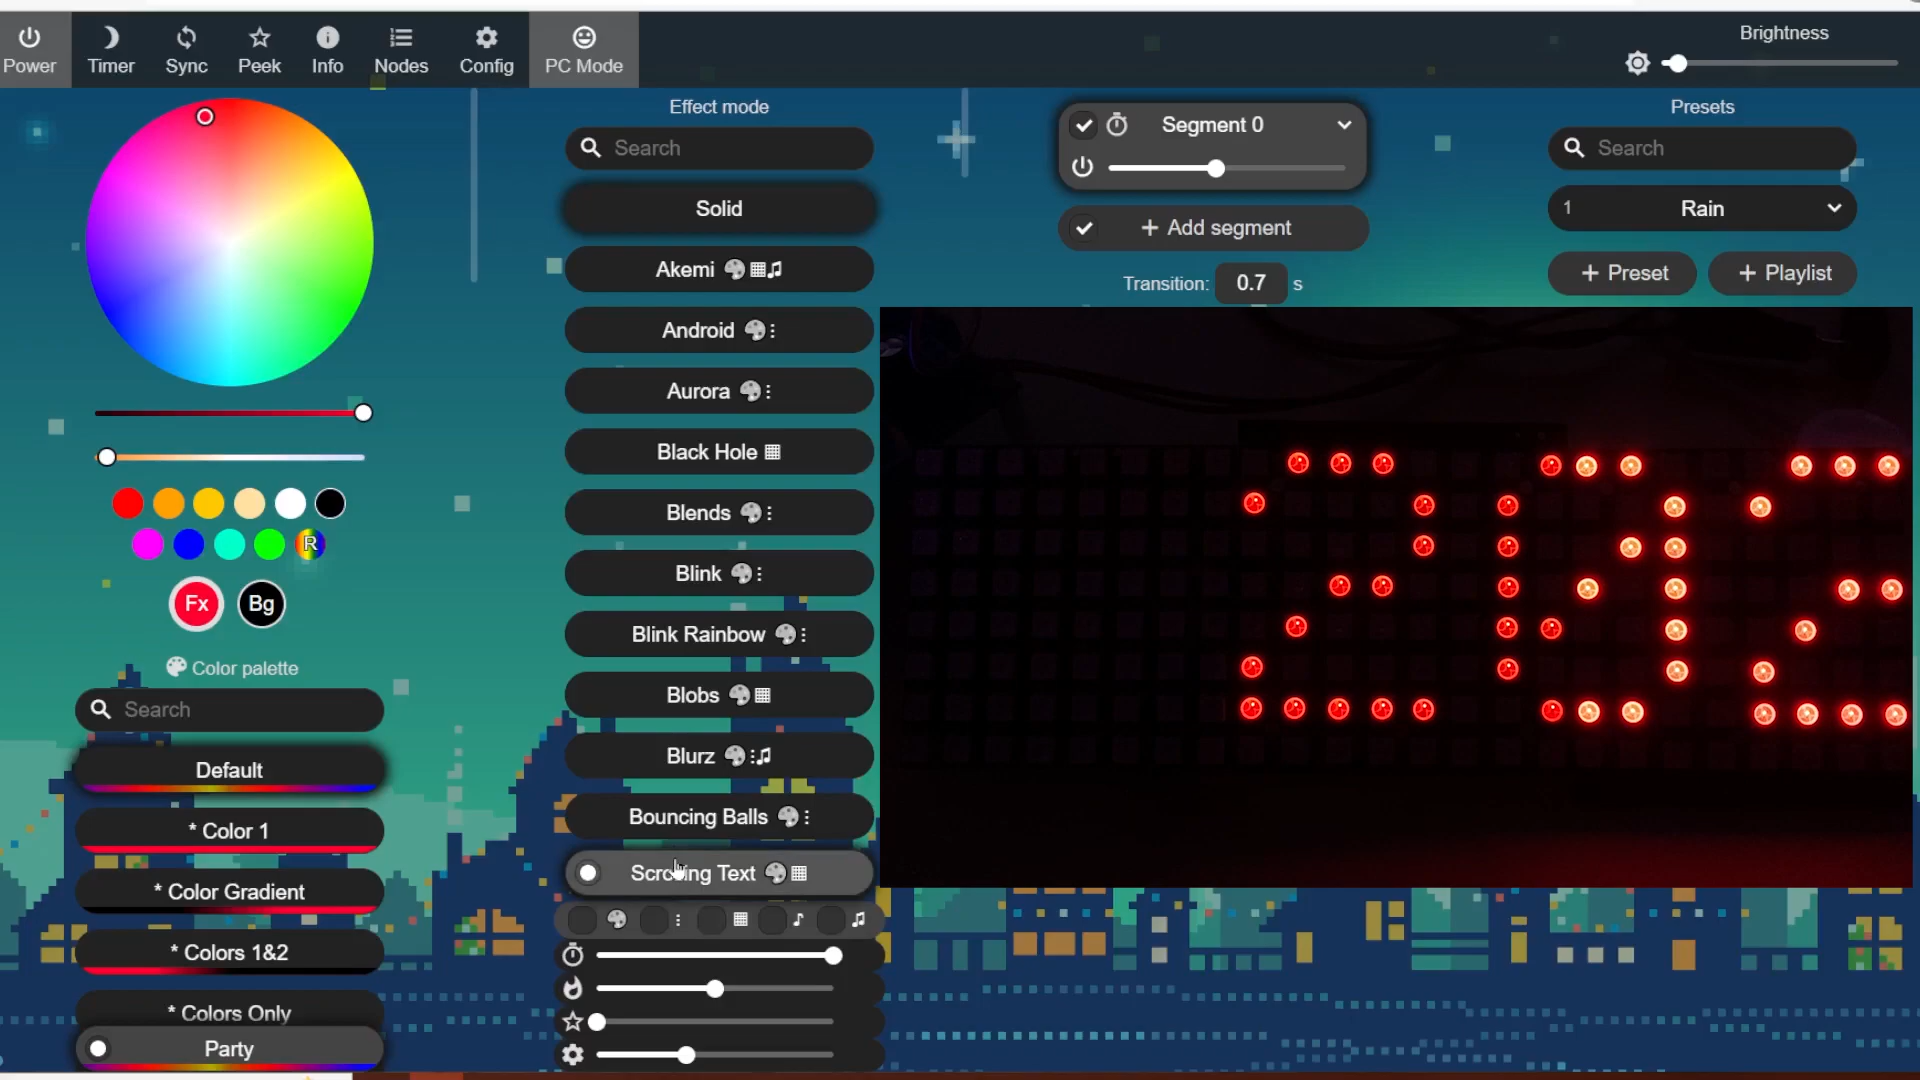 Power
Timer
Sync
Peek
Info
Nodes
Config
PC Mode
Brightness
R
Fx
Bg
Color palette
Search
Default
* Color 1
* Color Gradient
* Colors 1&2
* Colors Only
Party
Effect mode
Search
Solid
Akemi
Android
Aurora
Black Hole
Blends
Blink
Blink Rainbow
Blobs
Blurz
Bouncing Balls
Scrolling Text
Segment 0
+ Add segment
Transition: 0.7 s
Presets
Search
1 Rain
+ Preset
+ Playlist
202